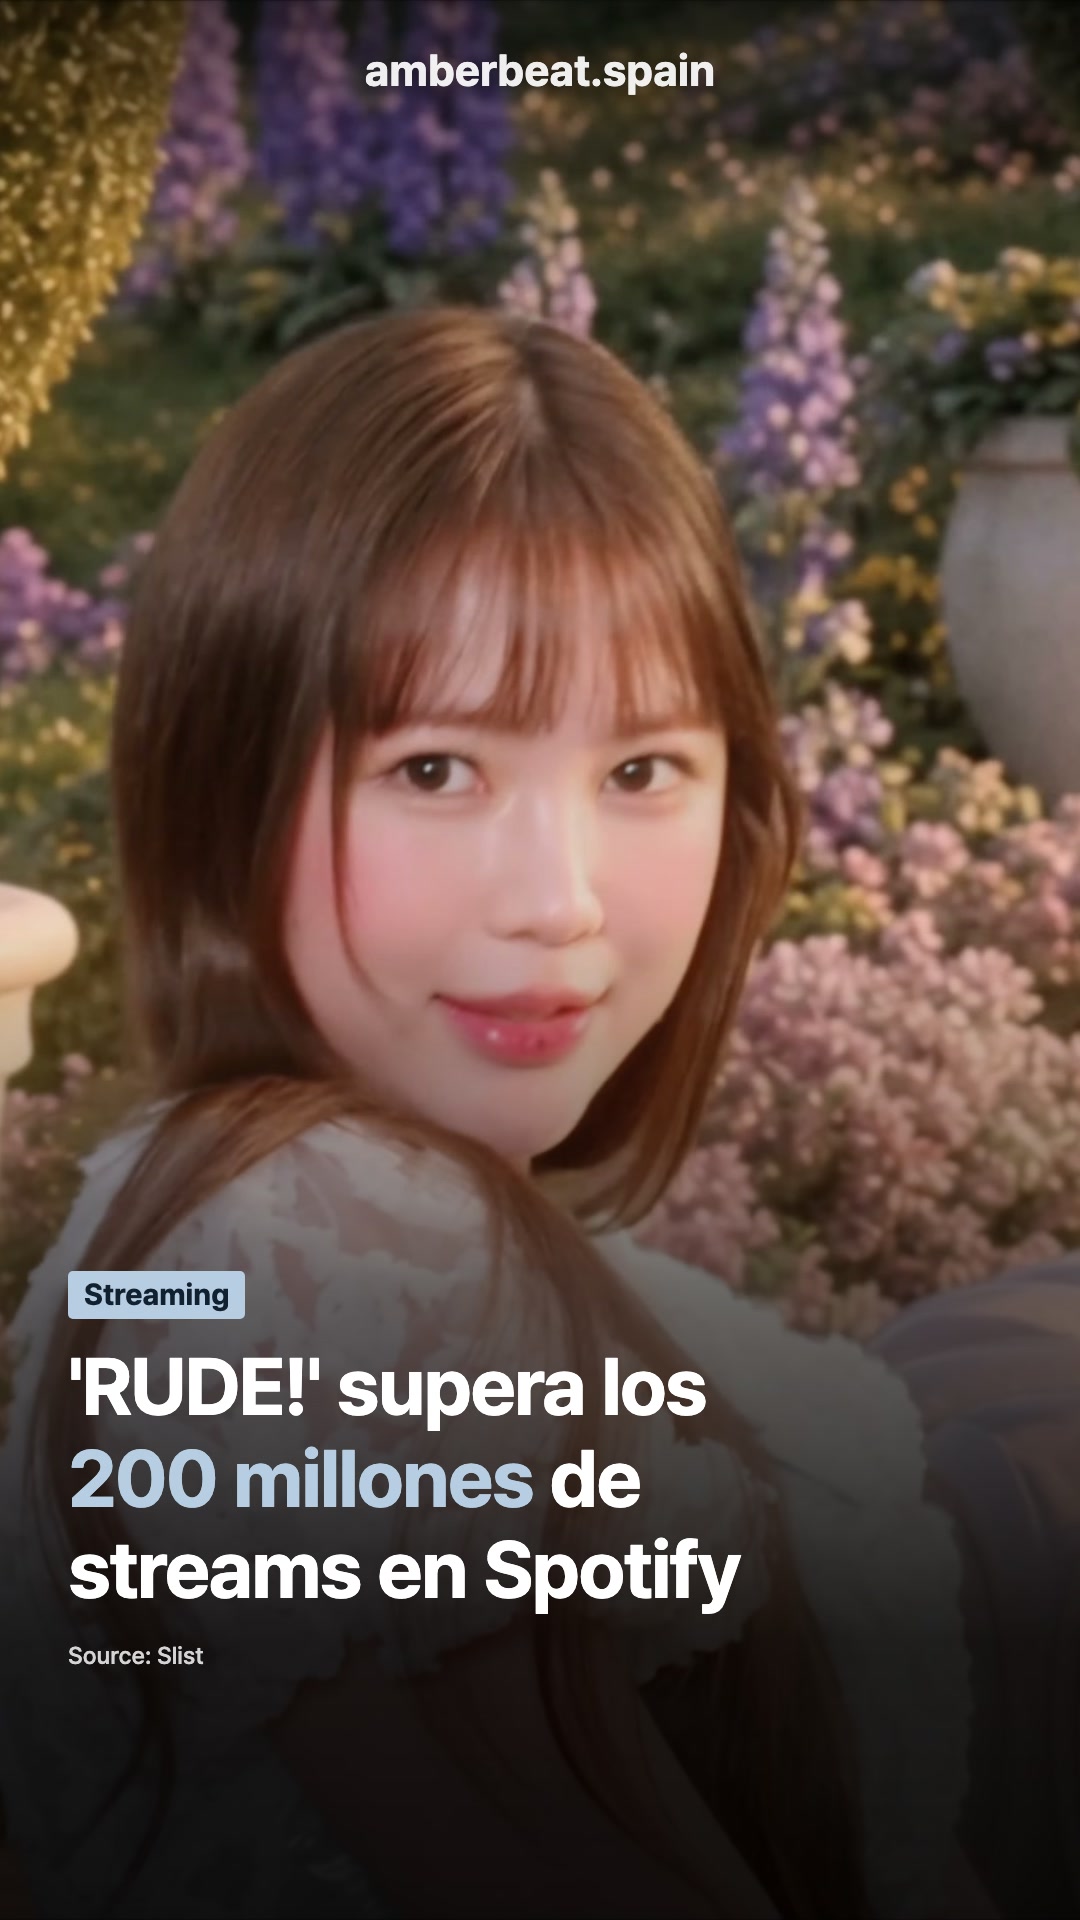 amberbeat.spain
Streaming
'RUDE!' supera los
200 millones de
streams en Spotify
Source: Slist